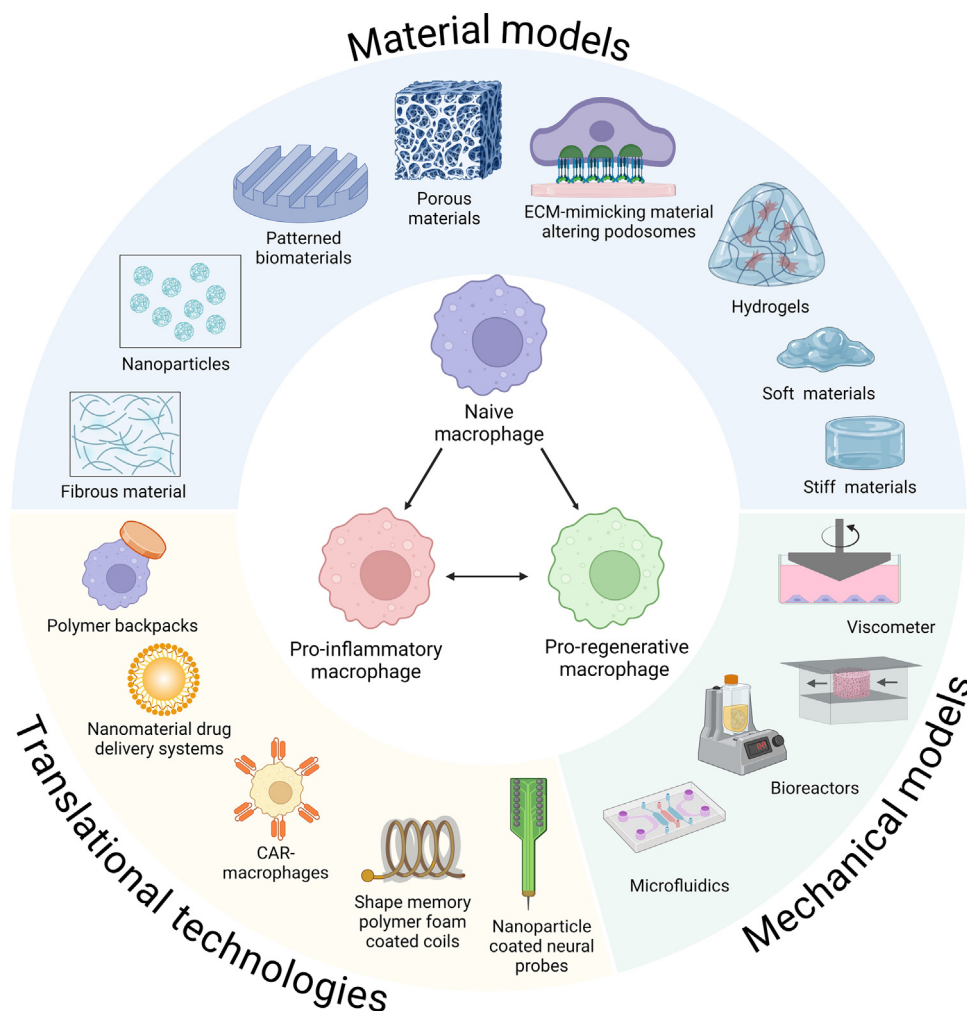 Material models
Porous
materials
ECM-mimicking material
altering podosomes
Patterned
biomaterials
Hydrogels
Nanoparticles
Soft materials
Fibrous material
Stiff materials
Naive
macrophage
Pro-inflammatory
macrophage
Pro-regenerative
macrophage
Polymer backpacks
Nanomaterial drug
delivery systems
CAR-
macrophages
Shape memory
polymer foam
coated coils
Nanoparticle
coated neural
probes
Translational technologies
Viscometer
Bioreactors
Microfluidics
Mechanical models